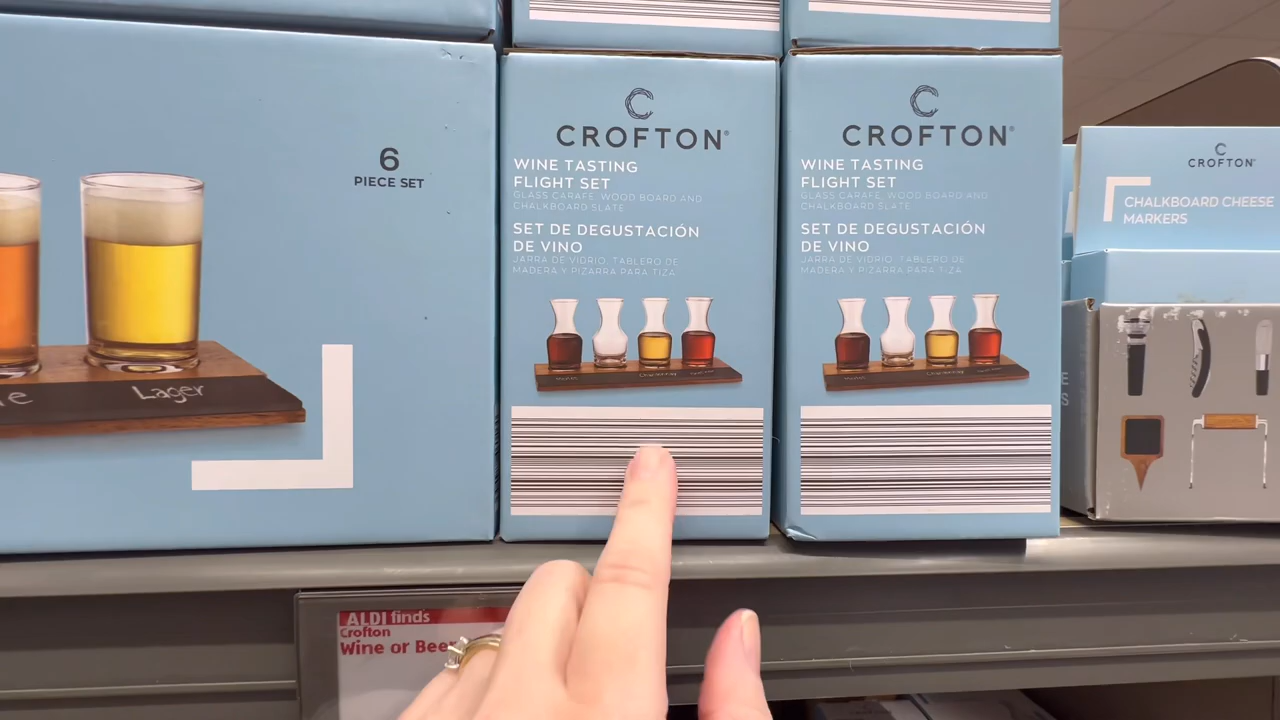 6
PIECE SET
Lager
CROFTON
WINE TASTING
FLIGHT SET
GLASS CARAFE, WOOD BOARD AND
CHALKBOARD SLATE
SET DE DEGUSTACIÓN
DE VINO
JARRA DE VIDRIO, TABLERO DE
MADERA Y PIZARRA PARA TIZA
Chardonnay
CROFTON
WINE TASTING
FLIGHT SET
GLASS CARAFE, WOOD BOARD AND
CHALKBOARD SLATE
SET DE DEGUSTACIÓN
DE VINO
JARRA DE VIDRIO, TABLERO DE
MADERA Y PIZARRA PARA TIZA
Chardonnay
CROFTON
CHALKBOARD CHEESE
MARKERS
ALDI finds
Crofton
Wine or Beer